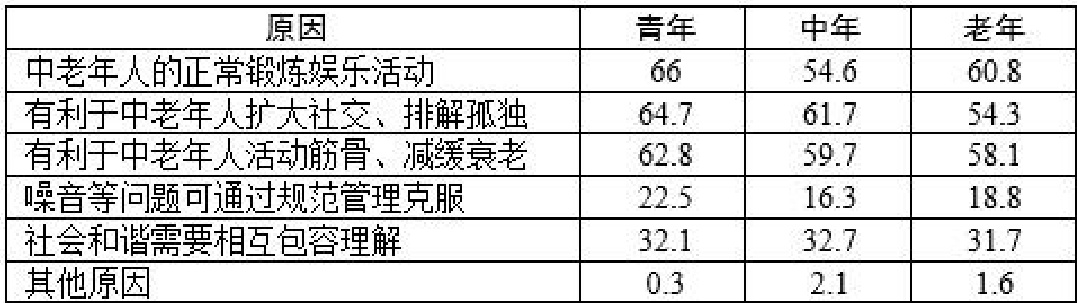 原因 青年 中年 老年
中老年人的正常锻炼娱乐活动 66 54.6 60.8
有利于中老年人扩大社交、排解孤独 64.7 61.7 54.3
有利于中老年人活动筋骨、减缓衰老 62.8 59.7 58.1
噪音等问题可通过规范管理克服 22.5 16.3 18.8
社会和谐需要相互包容理解 32.1 32.7 31.7
其他原因 0.3 2.1 1.6